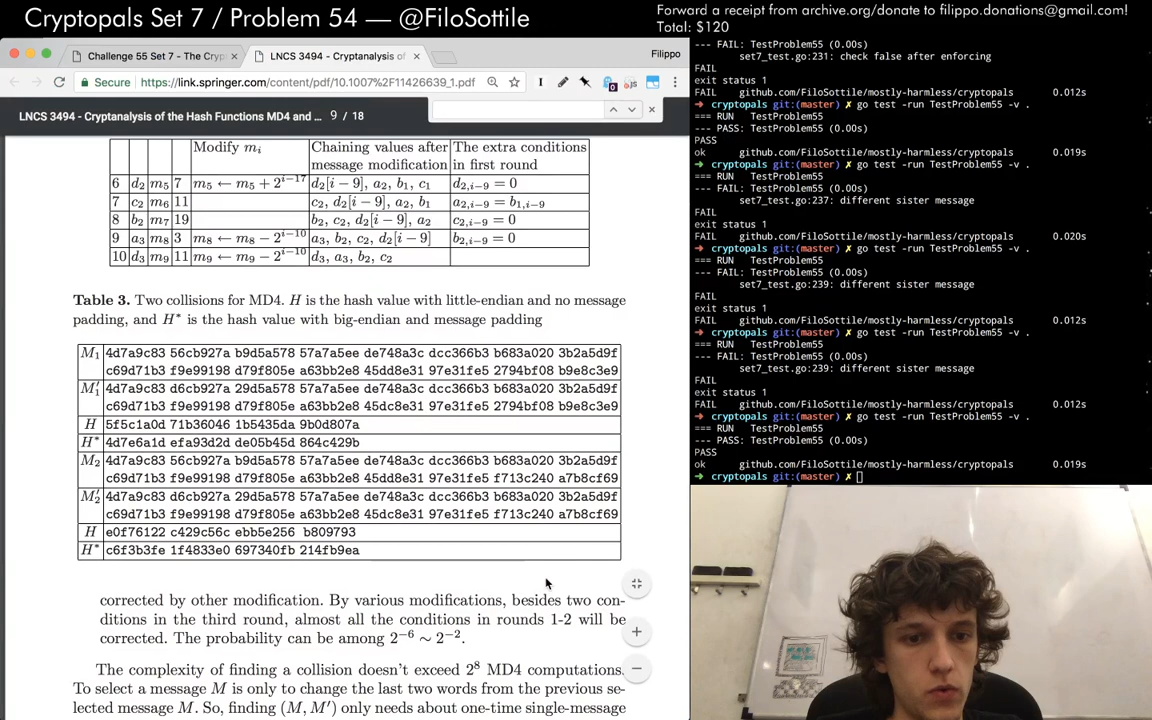 Cryptopals Set 7 / Problem 54 — @FiloSottile
Forward a receipt from archive.org/donate to filippo.donations@gmail.com!
Total: $120
Challenge 55 Set 7 - The Cryp
LNCS 3494 - Cryptanalysis of
Filippo
https://link.springer.com/content/pdf/10.1007%2F11426639_1.pdf
LNCS 3494 - Cryptanalysis of the Hash Functions MD4 and ... 9 / 18
Modify mᵢ Chaining values after The extra conditions
message modification in first round
6 d₂ m₅ 7 m₅ ← m₅ + 2^{i−17} d₂[i − 9], a₂, b₁, c₁ d₂,ᵢ₋₉ = 0
7 c₂ m₆ 11 c₂, d₂[i − 9], a₂, b₁ a₂,ᵢ₋₉ = b₁,ᵢ₋₉
8 b₂ m₇ 19 b₂, c₂, d₂[i − 9], a₂ c₂,ᵢ₋₉ = 0
9 a₃ m₈ 3 m₈ ← m₈ − 2^{i−10} a₃, b₂, c₂, d₂[i − 9] b₂,ᵢ₋₉ = 0
10 d₃ m₉ 11 m₉ ← m₉ − 2^{i−10} d₃, a₃, b₂, c₂
Table 3. Two collisions for MD4. H is the hash value with little-endian and no message
padding, and H* is the hash value with big-endian and message padding
M₁ 4d7a9c83 56cb927a b9d5a578 57a7a5ee de748a3c dcc366b3 b683a020 3b2a5d9f
c69d71b3 f9e99198 d79f805e a63bb2e8 45dd8e31 97e31fe5 2794bf08 b9e8c3e9
M₁′ 4d7a9c83 d6cb927a 29d5a578 57a7a5ee de748a3c dcc366b3 b683a020 3b2a5d9f
c69d71b3 f9e99198 d79f805e a63bb2e8 45dc8e31 97e31fe5 2794bf08 b9e8c3e9
H 5f5c1a0d 71b36046 1b5435da 9b0d807a
H* 4d7e6a1d efa93d2d de05b45d 864c429b
M₂ 4d7a9c83 56cb927a b9d5a578 57a7a5ee de748a3c dcc366b3 b683a020 3b2a5d9f
c69d71b3 f9e99198 d79f805e a63bb2e8 45dd8e31 97e31fe5 f713c240 a7b8cf69
M₂′ 4d7a9c83 d6cb927a 29d5a578 57a7a5ee de748a3c dcc366b3 b683a020 3b2a5d9f
c69d71b3 f9e99198 d79f805e a63bb2e8 45dc8e31 97e31fe5 f713c240 a7b8cf69
H e0f76122 c429c56c ebb5e256 b809793
H* c6f3b3fe 1f4833e0 697340fb 214fb9ea
corrected by other modification. By various modifications, besides two con-
ditions in the third round, almost all the conditions in rounds 1-2 will be
corrected. The probability can be among 2⁻⁶ ∼ 2⁻².
The complexity of finding a collision doesn't exceed 2⁸ MD4 computations.
To select a message M is only to change the last two words from the previous se-
lected message M. So, finding (M, M′) only needs about one-time single-message
--- FAIL: TestProblem55 (0.00s)
set7_test.go:231: check false after enforcing
FAIL
exit status 1
FAIL github.com/FiloSottile/mostly-harmless/cryptopals 0.012s
➜ cryptopals git:(master) ✗ go test -run TestProblem55 -v .
=== RUN TestProblem55
--- PASS: TestProblem55 (0.00s)
PASS
ok github.com/FiloSottile/mostly-harmless/cryptopals 0.019s
➜ cryptopals git:(master) ✗ go test -run TestProblem55 -v .
=== RUN TestProblem55
--- FAIL: TestProblem55 (0.00s)
set7_test.go:237: different sister message
FAIL
exit status 1
FAIL github.com/FiloSottile/mostly-harmless/cryptopals 0.020s
➜ cryptopals git:(master) ✗ go test -run TestProblem55 -v .
=== RUN TestProblem55
--- FAIL: TestProblem55 (0.00s)
set7_test.go:239: different sister message
FAIL
exit status 1
FAIL github.com/FiloSottile/mostly-harmless/cryptopals 0.012s
➜ cryptopals git:(master) ✗ go test -run TestProblem55 -v .
=== RUN TestProblem55
--- FAIL: TestProblem55 (0.00s)
set7_test.go:239: different sister message
FAIL
exit status 1
FAIL github.com/FiloSottile/mostly-harmless/cryptopals 0.012s
➜ cryptopals git:(master) ✗ go test -run TestProblem55 -v .
=== RUN TestProblem55
--- PASS: TestProblem55 (0.00s)
PASS
ok github.com/FiloSottile/mostly-harmless/cryptopals 0.019s
➜ cryptopals git:(master) ✗